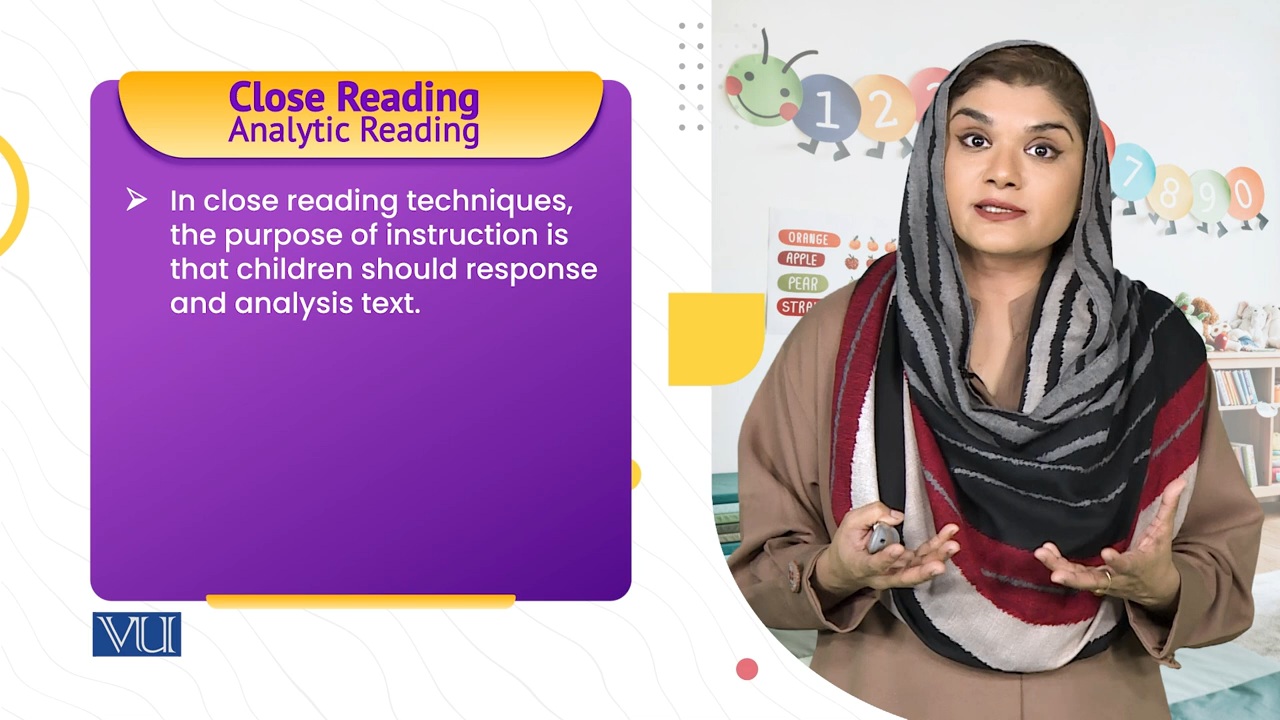 Close Reading
Analytic Reading
In close reading techniques,
the purpose of instruction is
that children should response
and analysis text.
VU
1 2
7 8 9 0
ORANGE
APPLE
PEAR